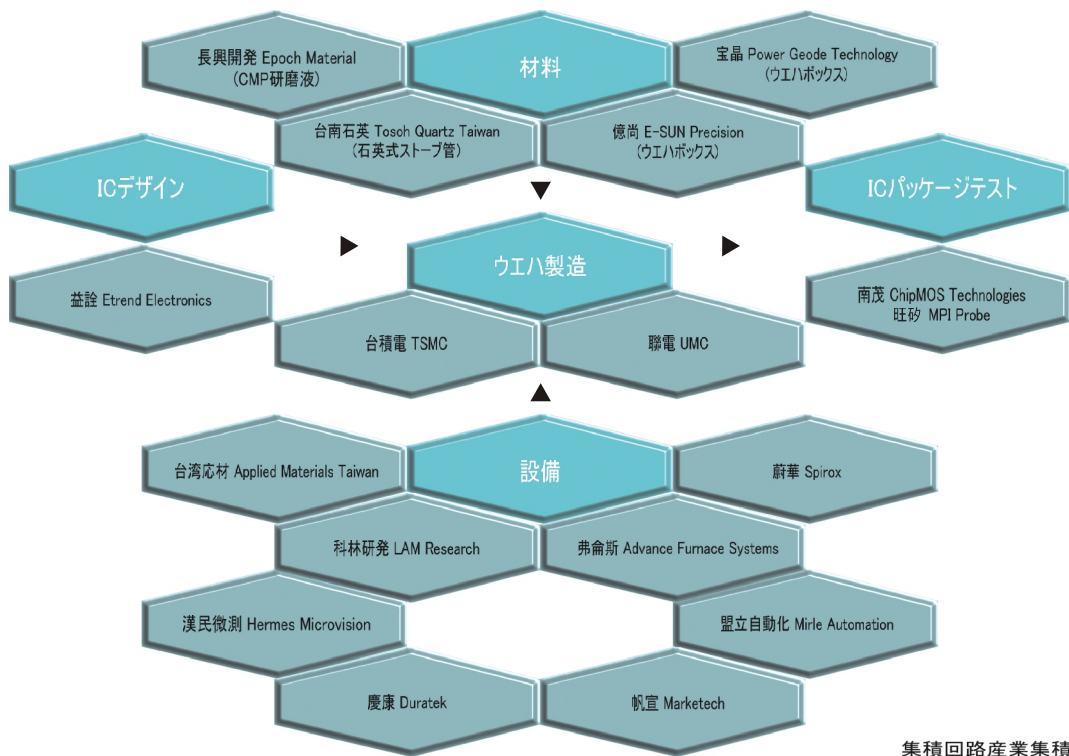 長興開発 Epoch Material
(CMP研磨液)
材料
宝晶 Power Geode Technology
(ウエハボックス)
台南石英 Tosoh Quartz Taiwan
(石英式ストーブ管)
億尚 E-SUN Precision
(ウエハボックス)
ICデザイン
ICパッケージテスト
ウエハ製造
益詮 Etrend Electronics
南茂 ChipMOS Technologies
旺矽 MPI Probe
台積電 TSMC
聯電 UMC
台湾応材 Applied Materials Taiwan
設備
蔚華 Spirox
科林研発 LAM Research
弗侖斯 Advance Furnace Systems
漢民微測 Hermes Microvision
盟立自動化 Mirle Automation
慶康 Duratek
帆宣 Marketech
集積回路産業集積